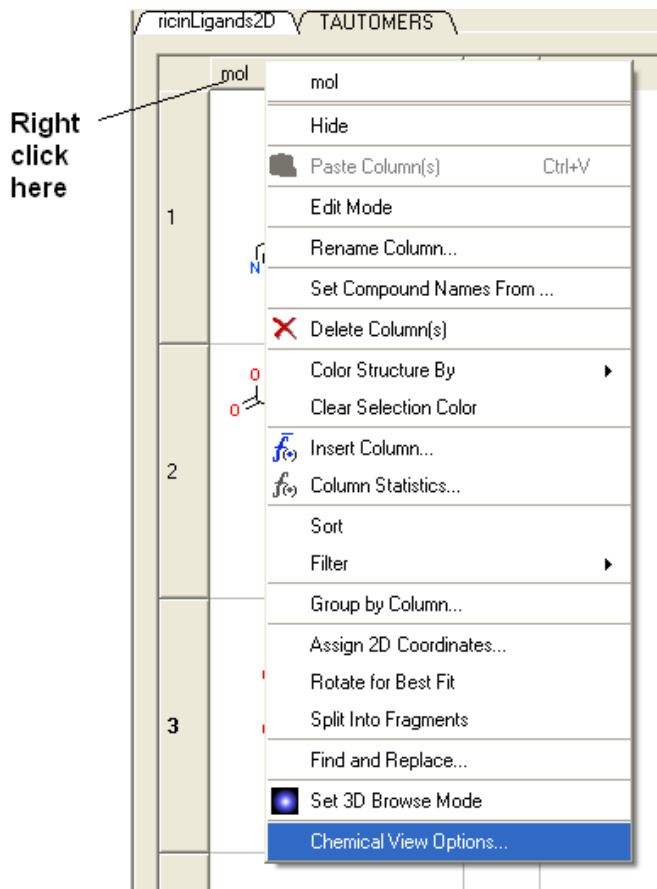 ricinLigands2D TAUTOMERS
mol
mol
Right
click
here
Hide
Paste Column(s) Ctrl+V
Edit Mode
1
Rename Column...
N
Set Compound Names From ...
Delete Column(s)
Color Structure By
O
O
Clear Selection Color
f(•) Insert Column...
2
f(•) Column Statistics...
Sort
Filter
Group by Column...
Assign 2D Coordinates...
Rotate for Best Fit
3
Split Into Fragments
Find and Replace...
Set 3D Browse Mode
Chemical View Options...